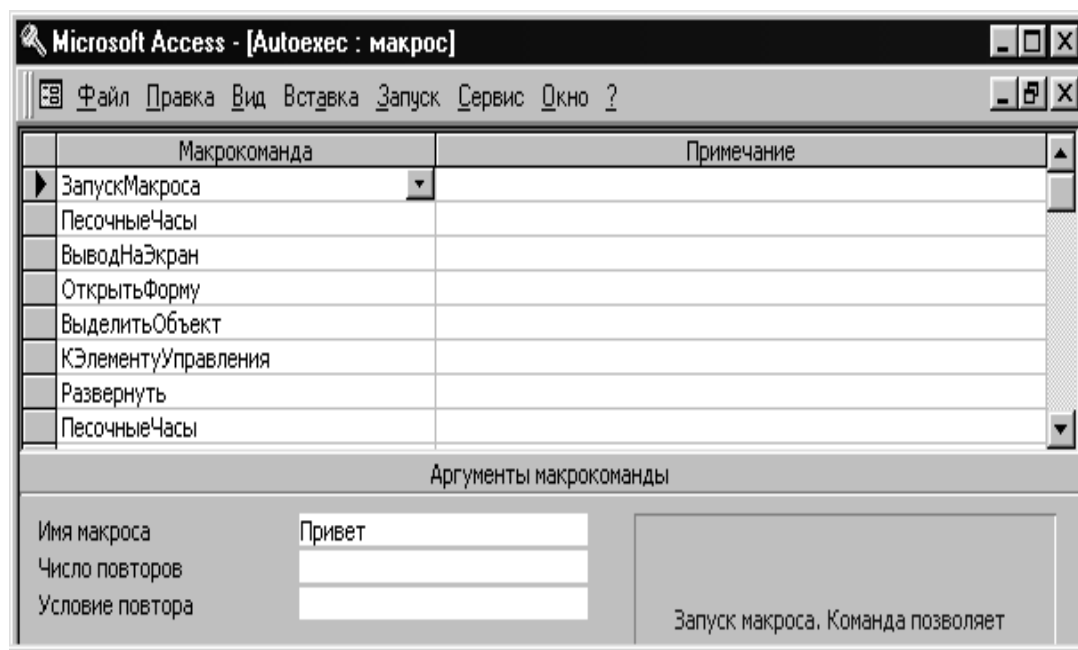 Microsoft Access - [Autoexec : макрос]
Файл Правка Вид Вставка Запуск Сервис Окно ?
Макрокоманда Примечание
ЗапускМакроса
ПесочныеЧасы
ВыводНаЭкран
ОткрытьФорму
ВыделитьОбъект
КЭлементуУправления
Развернуть
ПесочныеЧасы
Аргументы макрокоманды
Имя макроса Привет
Число повторов
Условие повтора
Запуск макроса. Команда позволяет